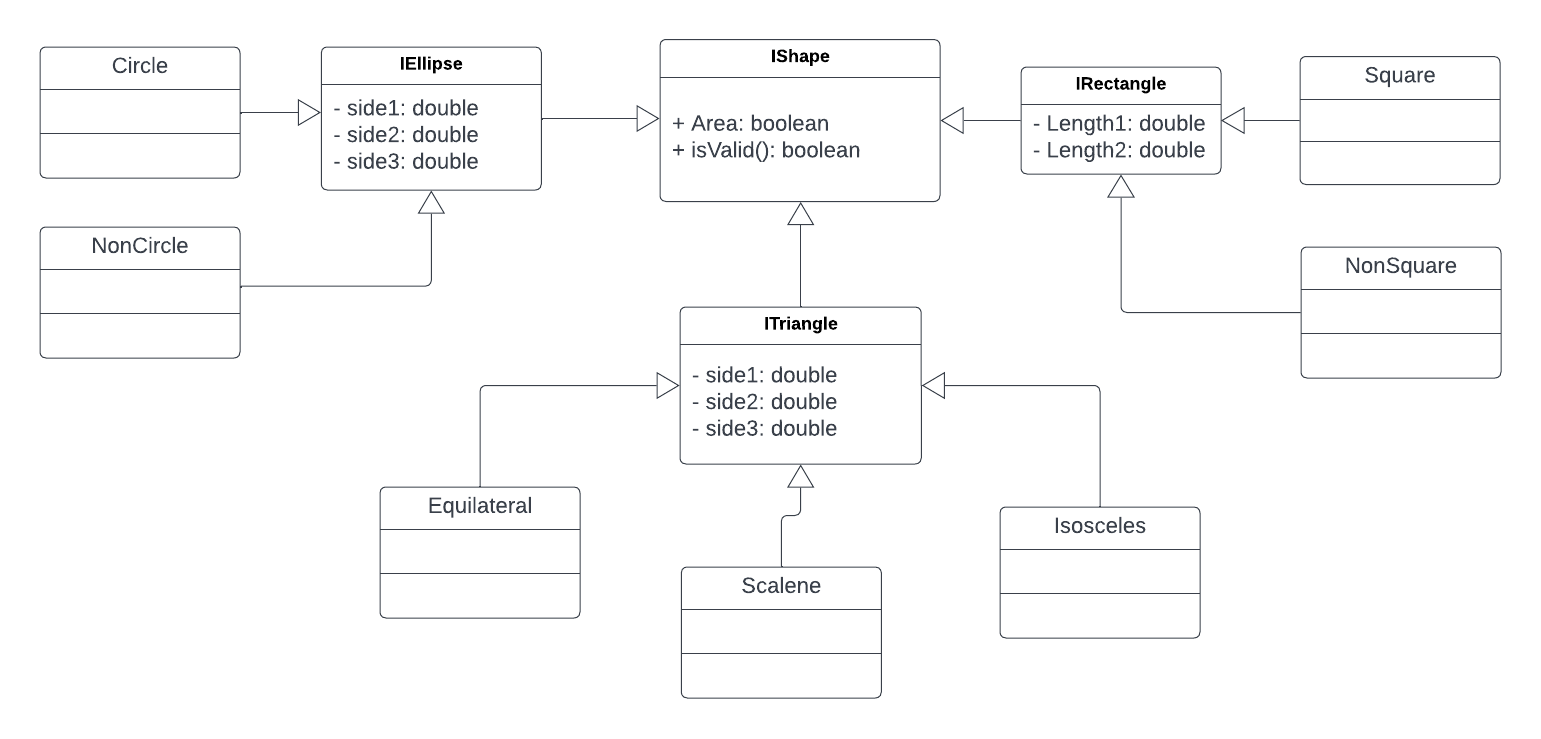 Circle
IEllipse
- side1: double
- side2: double
- side3: double
IShape
+ Area: boolean
+ isValid(): boolean
IRectangle
- Length1: double
- Length2: double
Square
NonCircle
NonSquare
ITriangle
- side1: double
- side2: double
- side3: double
Equilateral
Scalene
Isosceles